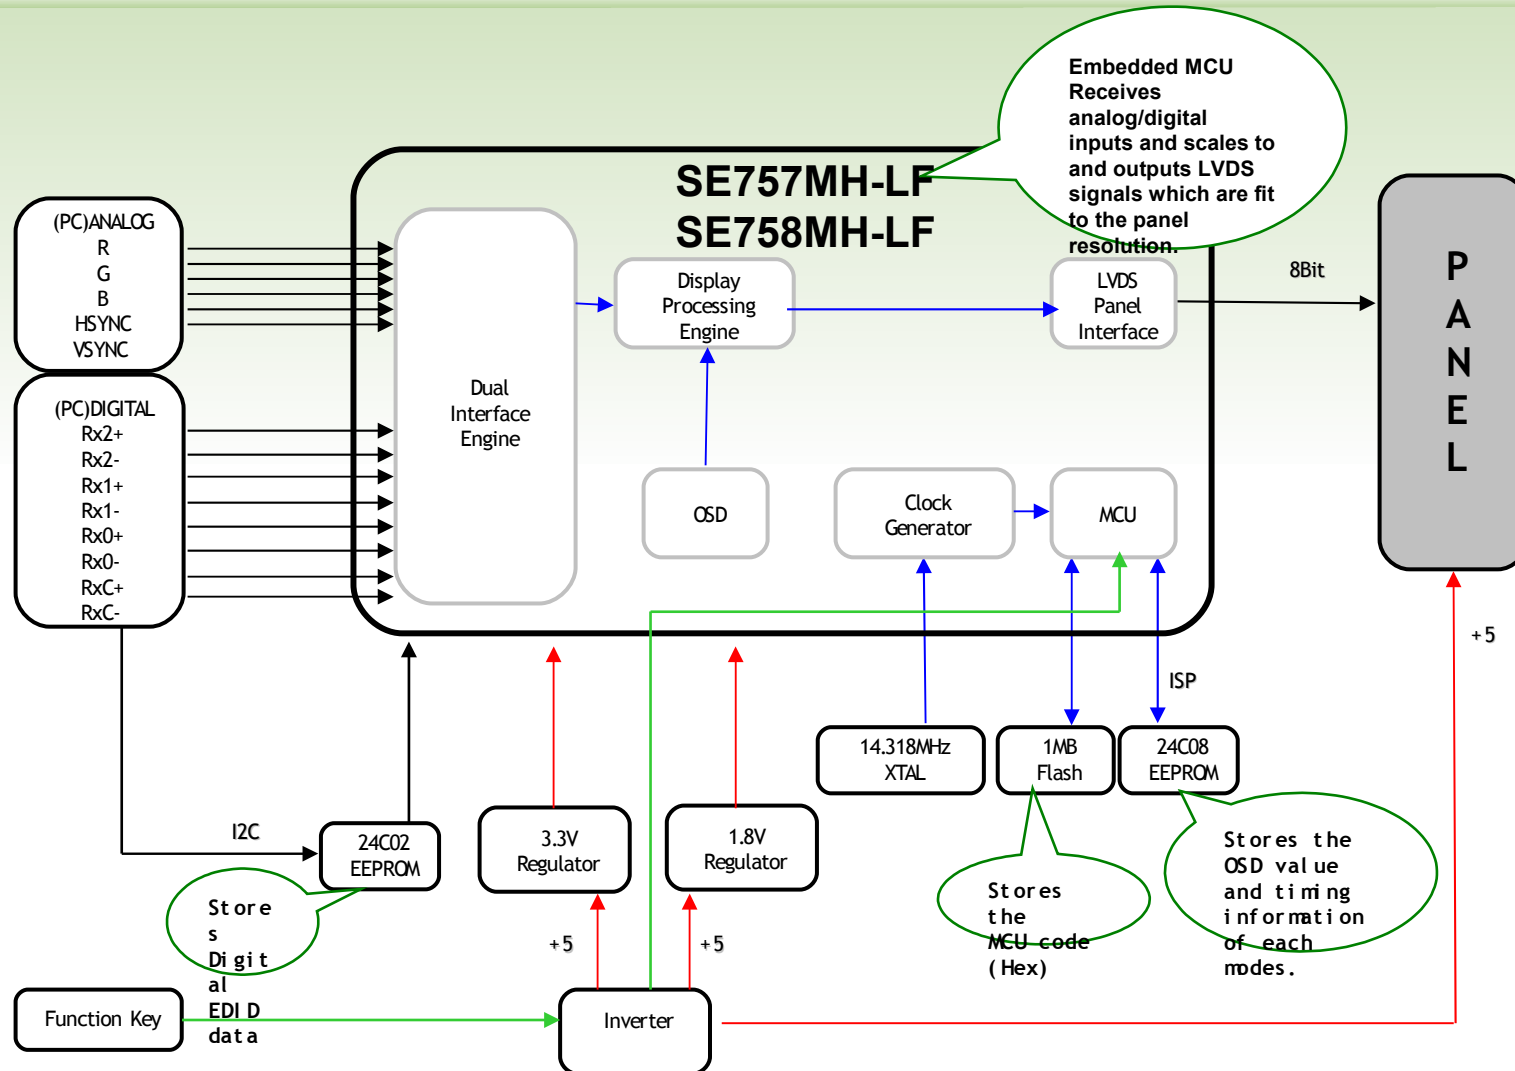 Embedded MCU
Receives
analog/digital
inputs and scales to
and outputs LVDS
signals which are fit
to the panel
resolution.
SE757MH-LF
SE758MH-LF
(PC)ANALOG
R
G
B
HSYNC
VSYNC
(PC)DIGITAL
Rx2+
Rx2-
Rx1+
Rx1-
Rx0+
Rx0-
RxC+
RxC-
Dual
Interface
Engine
Display
Processing
Engine
LVDS
Panel
Interface
8Bit
P
A
N
E
L
OSD
Clock
Generator
MCU
+5
ISP
14.318MHz
XTAL
1MB
Flash
24C08
EEPROM
I2C
24C02
EEPROM
3.3V
Regulator
1.8V
Regulator
Stores the
OSD value
and timing
information
of each
modes.
Stores
the
MCU code
(Hex)
Store
s
Digit
al
EDID
data
+5
+5
Function Key
Inverter